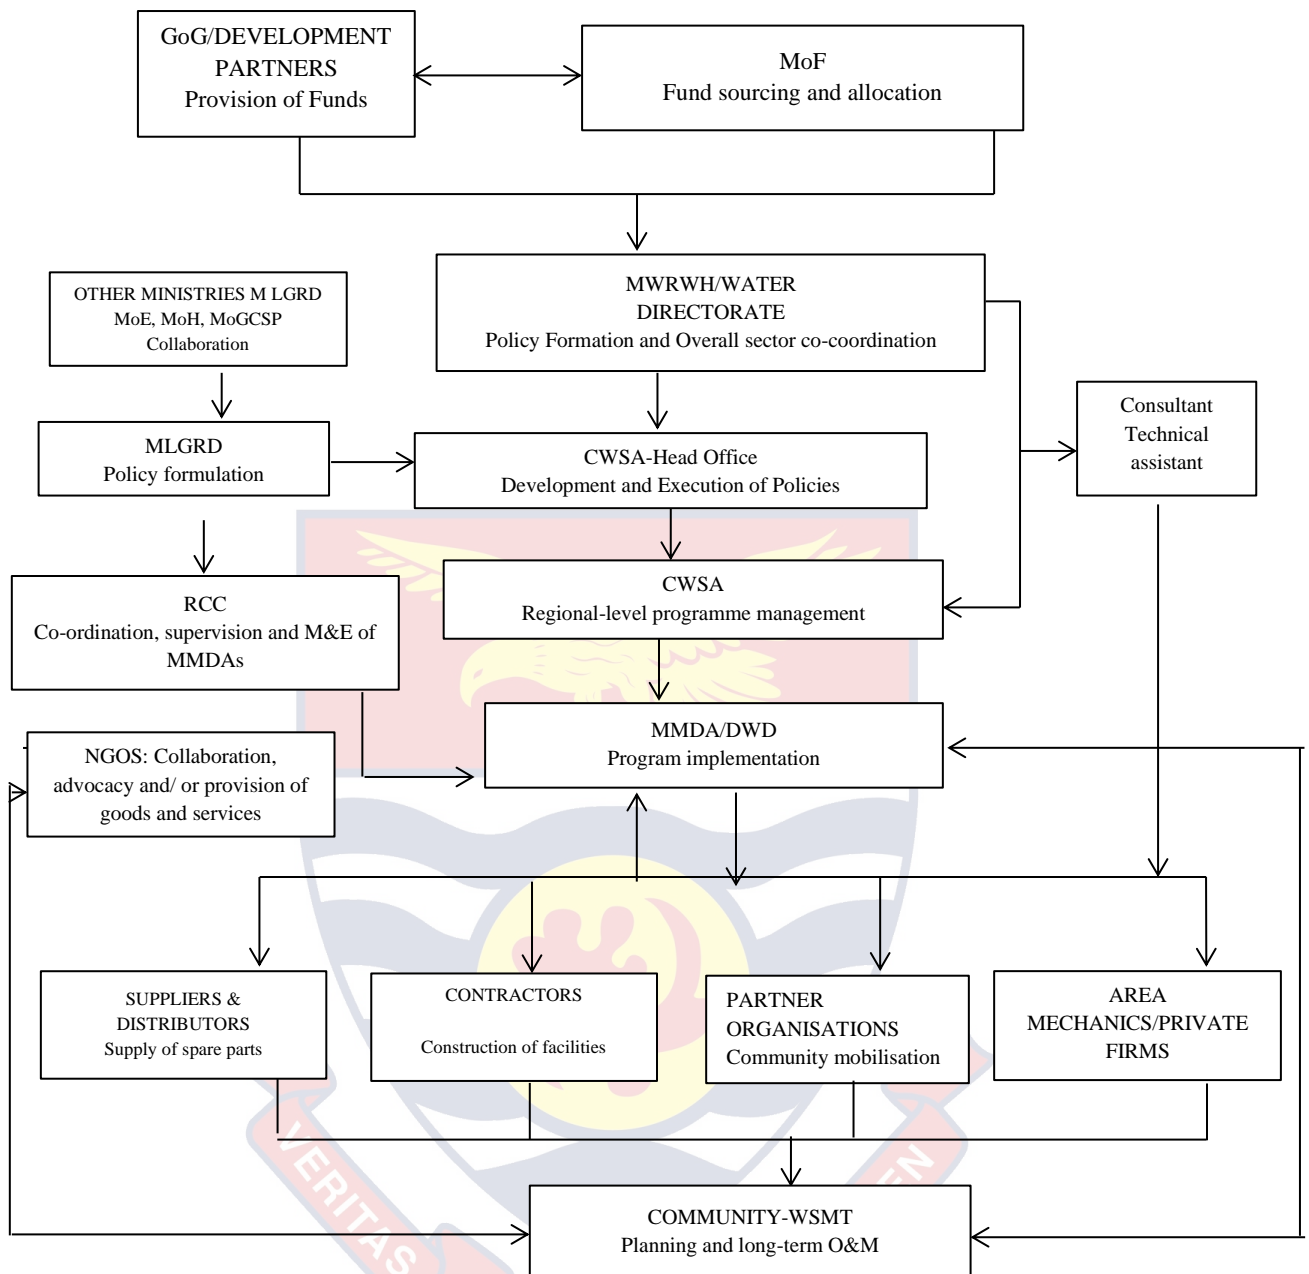 GoG/DEVELOPMENT
PARTNERS
Provision of Funds
MoF
Fund sourcing and allocation
MWRWH/WATER
DIRECTORATE
Policy Formation and Overall sector co-coordination
OTHER MINISTRIES M LGRD
MoE, MoH, MoGCSP
Collaboration
Consultant
Technical
assistant
MLGRD
Policy formulation
CWSA-Head Office
Development and Execution of Policies
RCC
Co-ordination, supervision and M&E of
MMDAs
CWSA
Regional-level programme management
MMDA/DWD
Program implementation
NGOS: Collaboration,
advocacy and/ or provision of
goods and services
SUPPLIERS &
DISTRIBUTORS
Supply of spare parts
CONTRACTORS
Construction of facilities
PARTNER
ORGANISATIONS
Community mobilisation
AREA
MECHANICS/PRIVATE
FIRMS
COMMUNITY-WSMT
Planning and long-term O&M
VERITAS
EN